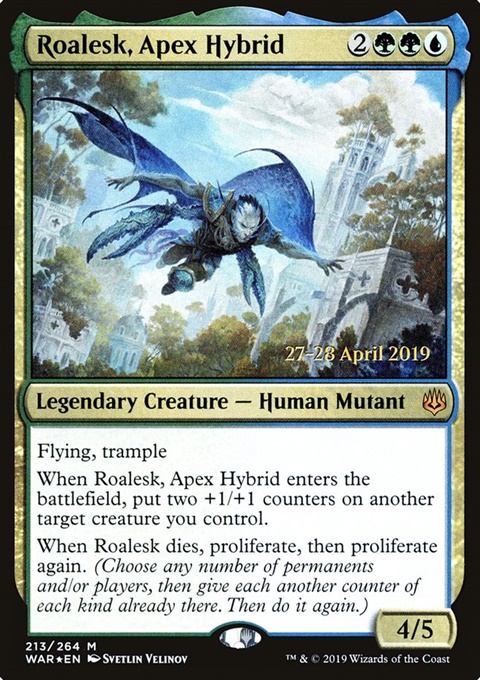 Roalesk, Apex Hybrid 2
27–28 April 2019
Legendary Creature — Human Mutant
Flying, trample
When Roalesk, Apex Hybrid enters the
battlefield, put two +1/+1 counters on another
target creature you control.
When Roalesk dies, proliferate, then proliferate
again. (Choose any number of permanents
and/or players, then give each another counter of
each kind already there. Then do it again.)
4/5
213/264 M
WAR★EN Svetlin Velinov
™ & © 2019 Wizards of the Coast